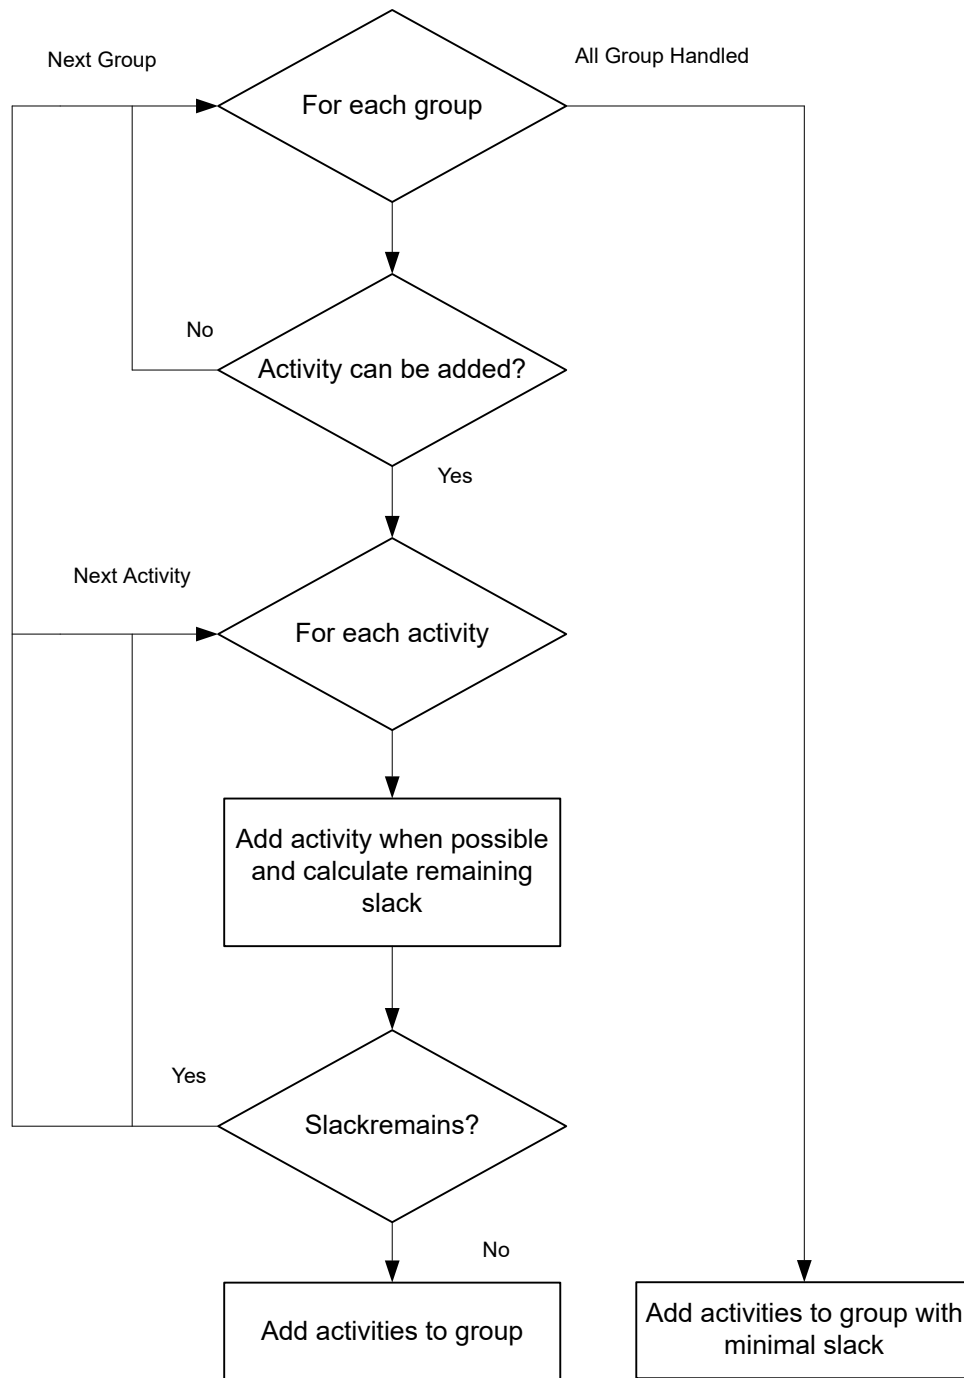 Next Group
All Group Handled
For each group
No
Activity can be added?
Yes
Next Activity
For each activity
Add activity when possible
and calculate remaining
slack
Yes
Slackremains?
No
Add activities to group
Add activities to group with
minimal slack